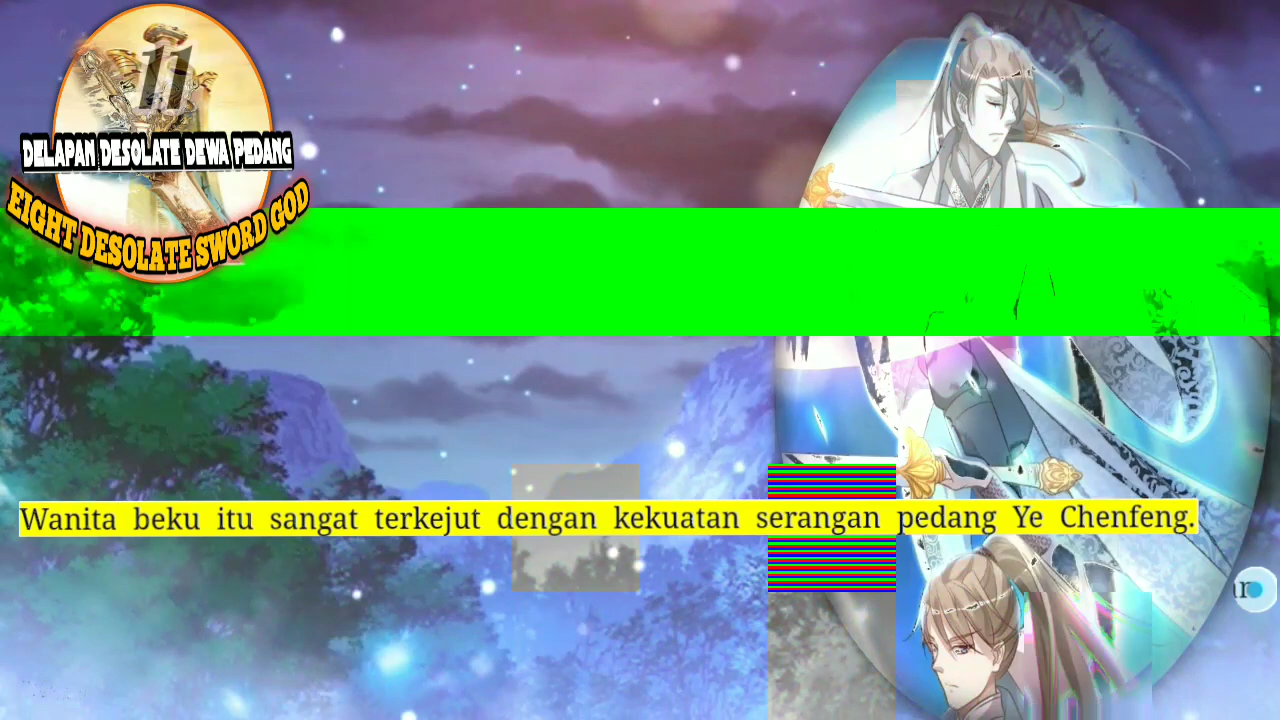 11
DELAPAN DESOLATE DEWA PEDANG
EIGHT DESOLATE SWORD GOD
Wanita beku itu sangat terkejut dengan kekuatan serangan pedang Ye Chenfeng.